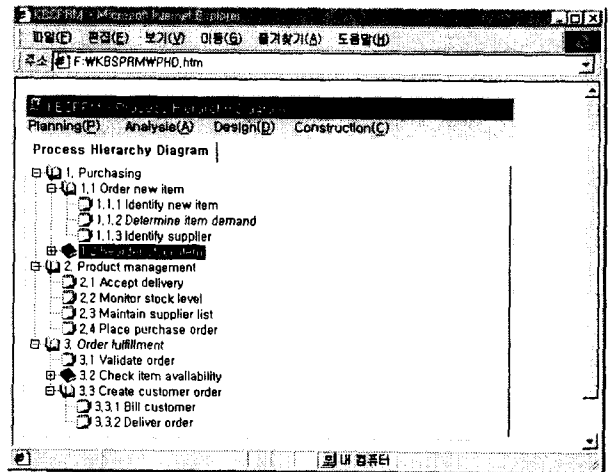 Microsoft Internet Explorer
파일(F) 편집(E) 보기(V) 이동(G) 즐겨찾기(A) 도움말(H)
주소 F:₩KBSPRM₩PHD.htm
Planning(P) Analysis(A) Design(D) Construction(C)
Process Hierarchy Diagram
1. Purchasing
1.1 Order new item
1.1.1 Identify new item
1.1.2 Determine item demand
1.1.3 Identify supplier
2. Product management
2.1 Accept delivery
2.2 Monitor stock level
2.3 Maintain supplier list
2.4 Place purchase order
3. Order fulfillment
3.1 Validate order
3.2 Check item availability
3.3 Create customer order
3.3.1 Bill customer
3.3.2 Deliver order
내 컴퓨터